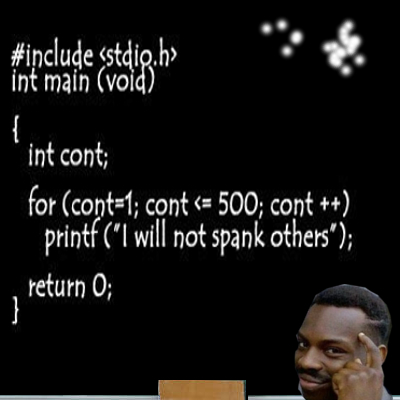 #include <stdio.h>
int main (void)
{
int cont;
for (cont=1; cont <= 500; cont ++)
printf ("I will not spank others");
return 0;
}